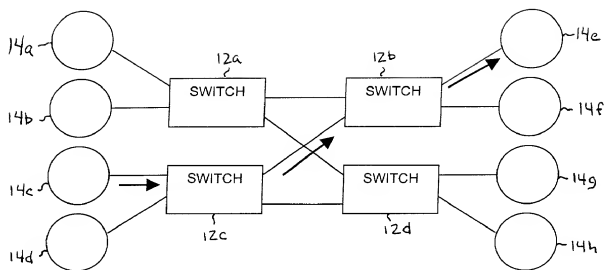 14a
12a
12b
14e
SWITCH
SWITCH
14b
14f
14c
SWITCH
SWITCH
14g
14d
12c
12d
14h